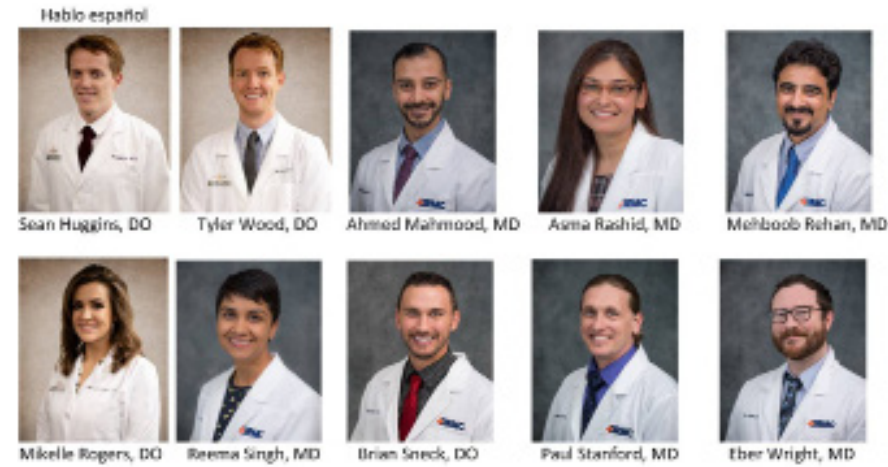 Hablo español
Sean Huggins, DO
Tyler Wood, DO
Ahmed Mahmood, MD
Asma Rashid, MD
Mehboob Rehan, MD
Mikelle Rogers, DO
Reema Singh, MD
Brian Sneck, DO
Paul Stanford, MD
Eber Wright, MD